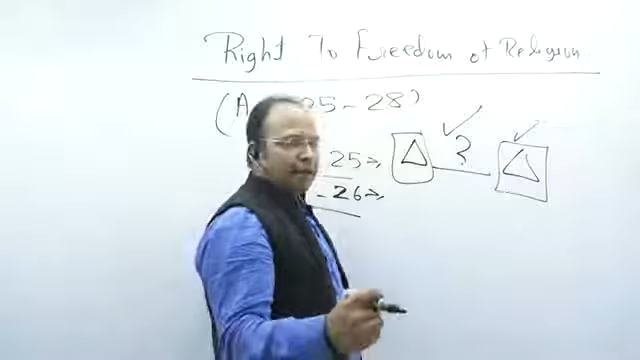 Right To Freedom of Religion
(A 25-28)
25→
-26→